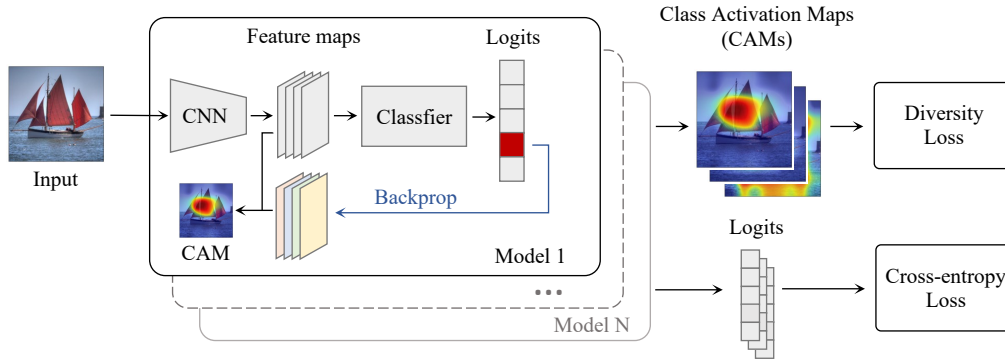 Class Activation Maps
(CAMs)
Feature maps
Logits
CNN
Classfier
Diversity
Loss
Input
Backprop
CAM
Model 1
Logits
Cross-entropy
Loss
...
Model N